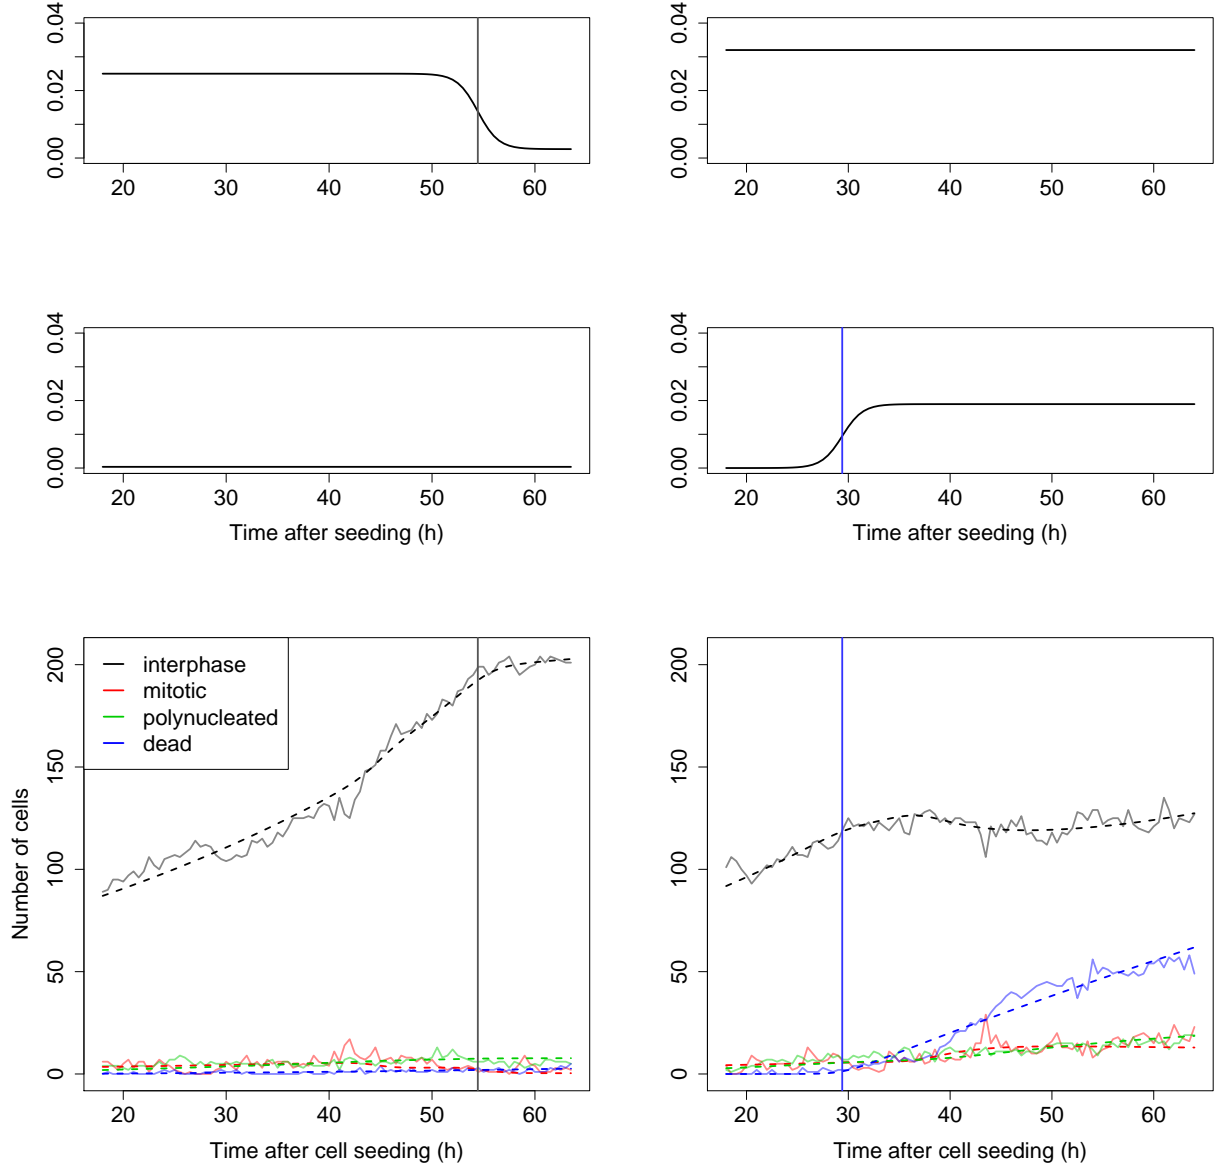 0.00 0.02 0.04
20 30 40 50 60
0.00 0.02 0.04
20 30 40 50 60
0.00 0.02 0.04
20 30 40 50 60
Time after seeding (h)
0.00 0.02 0.04
20 30 40 50 60
Time after seeding (h)
Number of cells
0 50 100 150 200
interphase
mitotic
polynucleated
dead
20 30 40 50 60
Time after cell seeding (h)
0 50 100 150 200
20 30 40 50 60
Time after cell seeding (h)